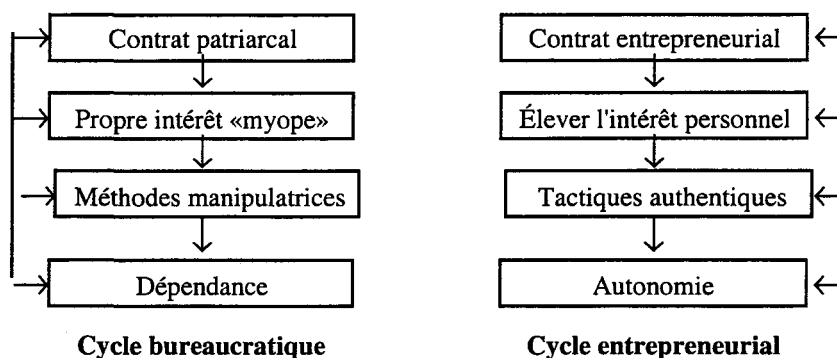 Contrat patriarcal
Propre intérêt «myope»
Méthodes manipulatrices
Dépendance
Cycle bureaucratique
Contrat entrepreneurial
Élever l'intérêt personnel
Tactiques authentiques
Autonomie
Cycle entrepreneurial